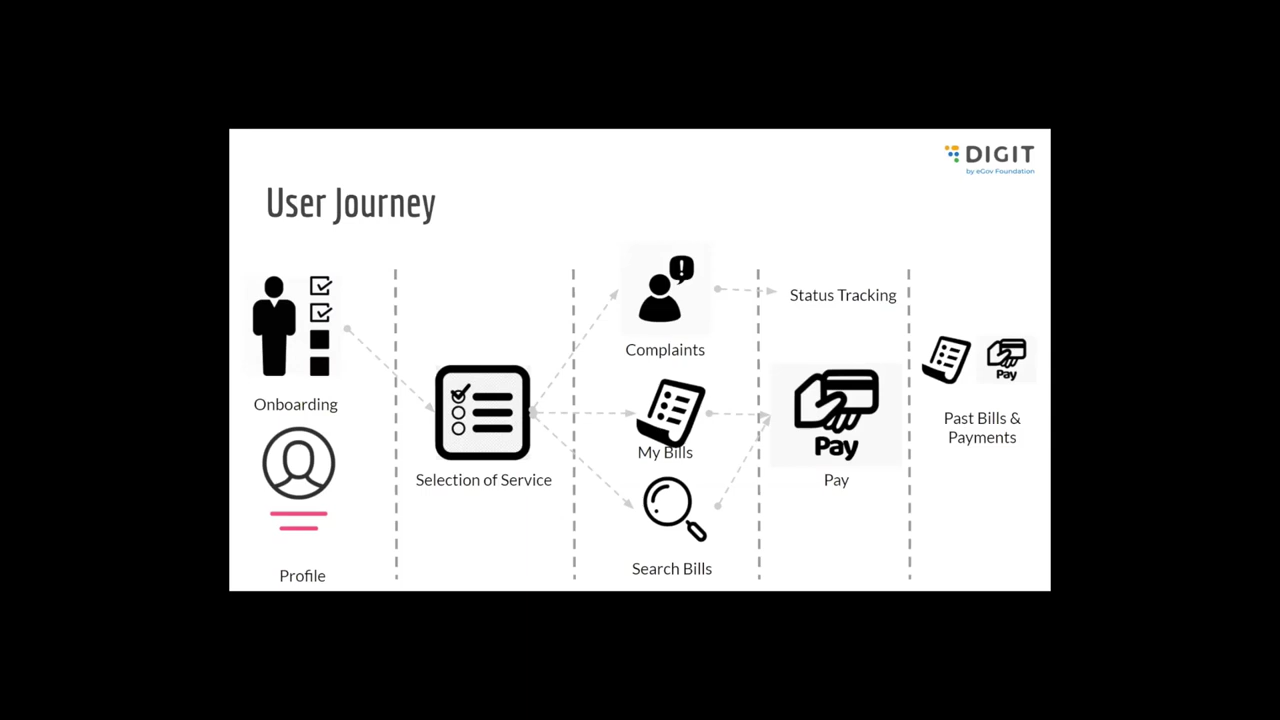 DIGIT
by eGov Foundation
User Journey
Onboarding
Profile
Selection of Service
!
Complaints
My Bills
Search Bills
Status Tracking
Pay
Pay
Pay
Past Bills &
Payments